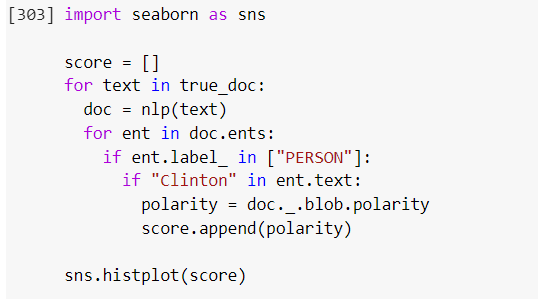 [303] import seaborn as sns
score = []
for text in true_doc:
  doc = nlp(text)
  for ent in doc.ents:
    if ent.label_ in ["PERSON"]:
      if "Clinton" in ent.text:
        polarity = doc._.blob.polarity
        score.append(polarity)
sns.histplot(score)